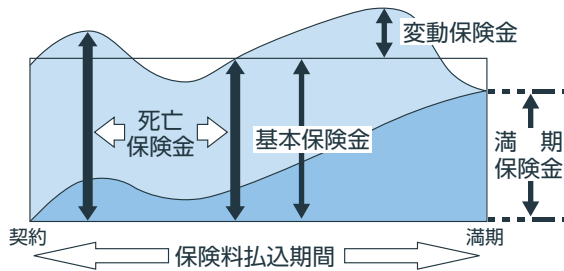 変動保険金
死亡
保険金
基本保険金
満　期
保険金
契約
満期
保険料払込期間